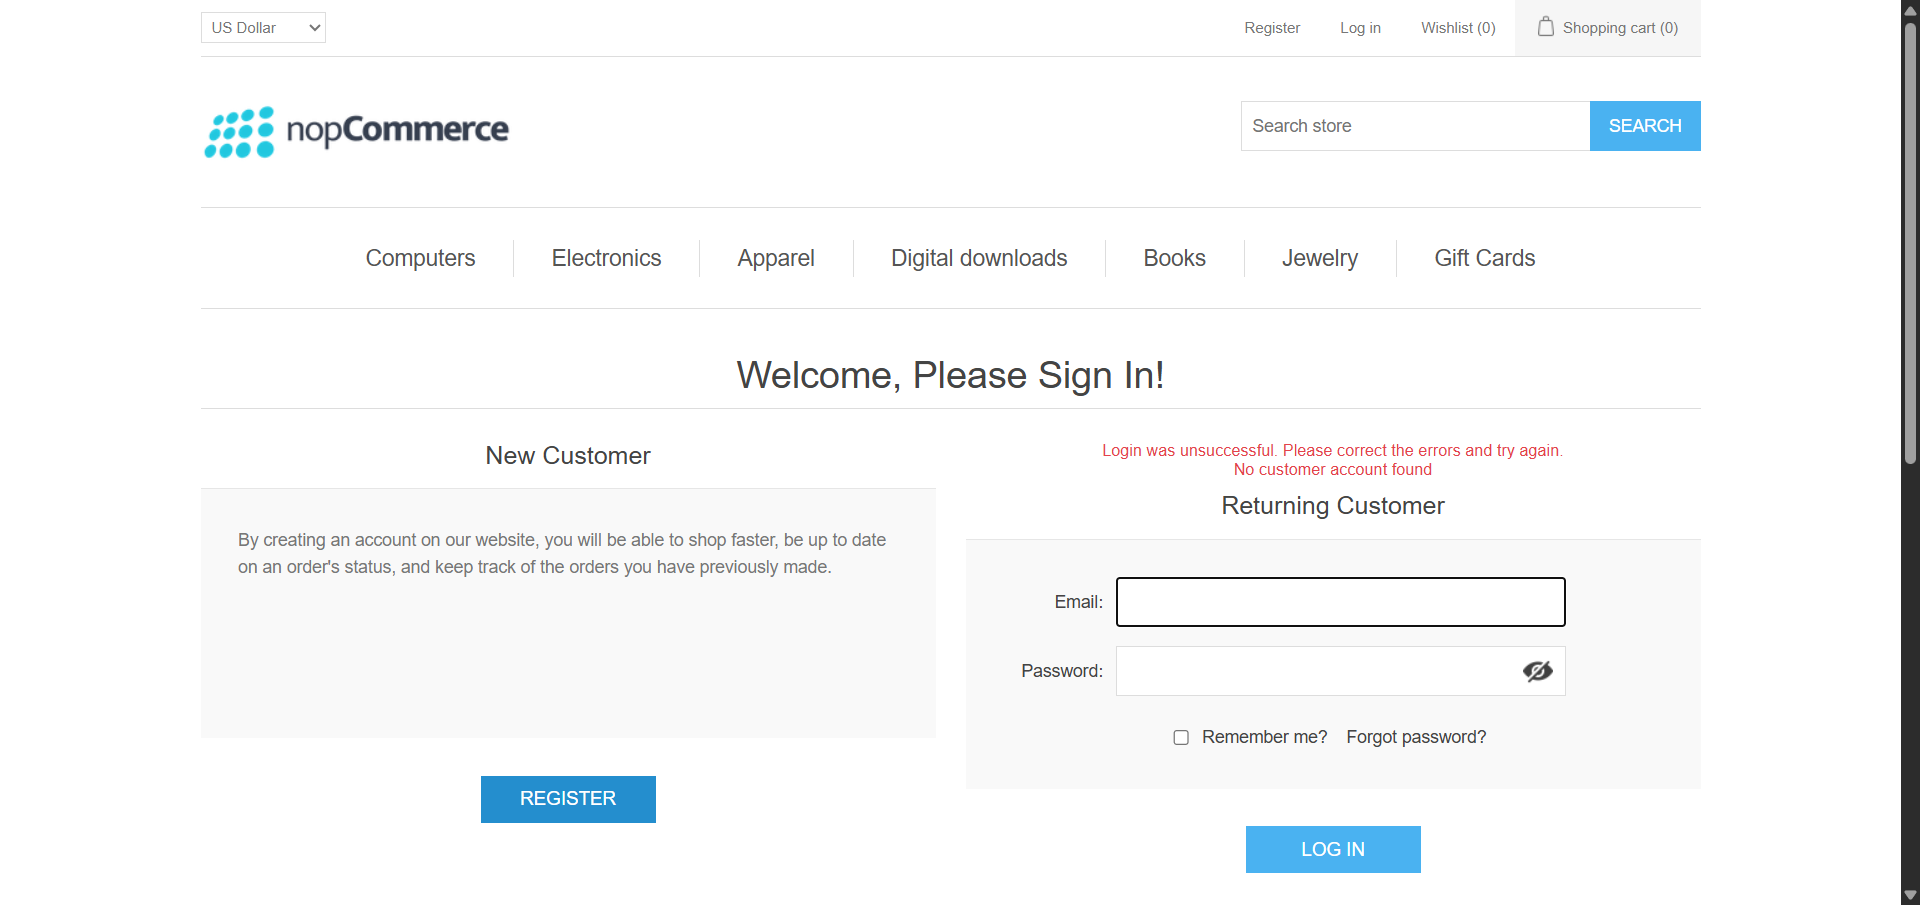 US Dollar
Register
Log in
Wishlist (0)
Shopping cart (0)
nopCommerce
Search store
SEARCH
Computers
Electronics
Apparel
Digital downloads
Books
Jewelry
Gift Cards
Welcome, Please Sign In!
New Customer
By creating an account on our website, you will be able to shop faster, be up to date
on an order's status, and keep track of the orders you have previously made.
REGISTER
Login was unsuccessful. Please correct the errors and try again.
No customer account found
Returning Customer
Email:
Password:
Remember me?
Forgot password?
LOG IN